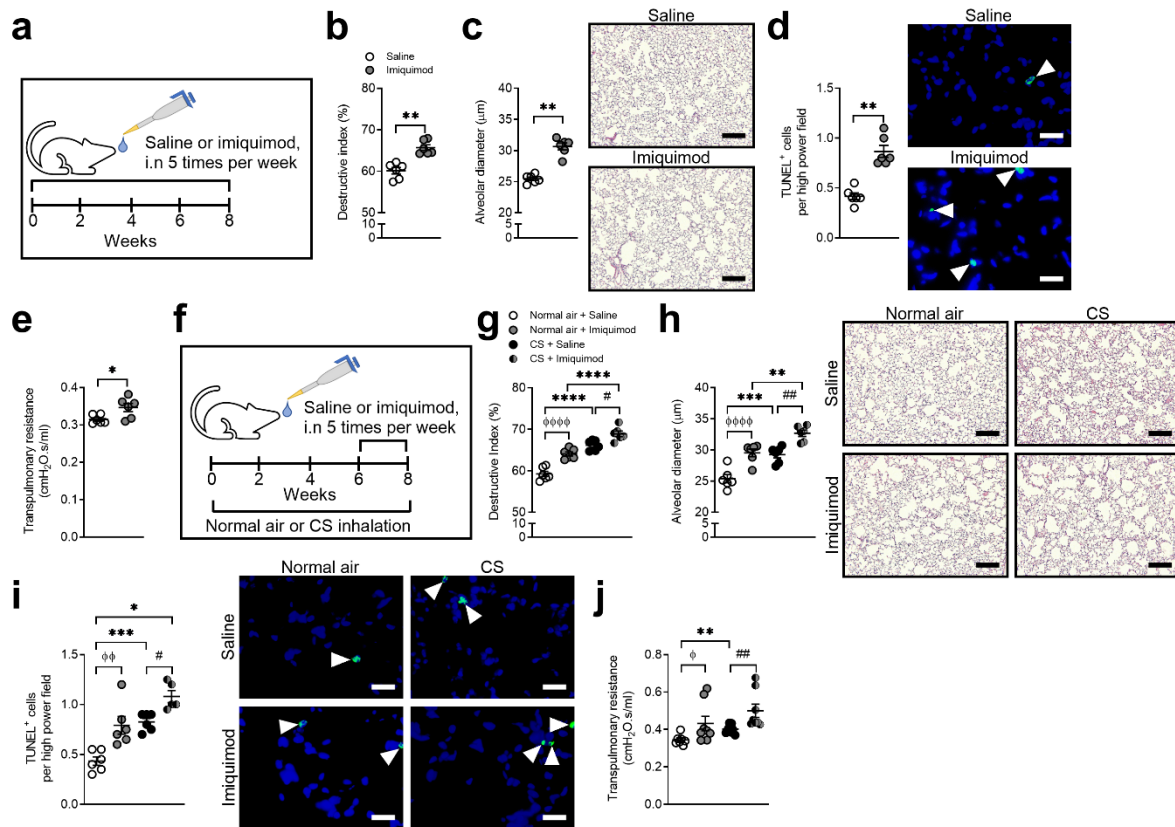 a
Saline or imiquimod,
i.n 5 times per week
0 2 4 6 8
Weeks
b
Saline
Imiquimod
Destructive Index (%)
**
80
70
60
50
10
0
c
Alveolar diameter (μm)
**
40
35
30
25
5
0
Saline
Imiquimod
d
TUNEL⁺ cells
per high power field
**
1.5
1.0
0.5
0.0
Saline
Imiquimod
e
Transpulmonary resistance
(cmH₂O.s/ml)
*
0.4
0.3
0.2
0.1
0.0
f
Saline or imiquimod,
i.n 5 times per week
0 2 4 6 8
Weeks
Normal air or CS inhalation
g
Normal air + Saline
Normal air + Imiquimod
CS + Saline
CS + Imiquimod
Destructive Index (%)
****
****
#
ϕϕϕϕ
80
70
60
50
10
0
h
Alveolar diameter (μm)
**
***
##
ϕϕϕϕ
40
35
30
25
20
5
0
Normal air
CS
Saline
Imiquimod
i
TUNEL⁺ cells
per high power field
*
***
ϕϕ
#
1.5
1.0
0.5
0.0
Normal air
CS
Saline
Imiquimod
j
Transpulmonary resistance
(cmH₂O.s/ml)
**
ϕ
##
0.8
0.6
0.4
0.2
0.0